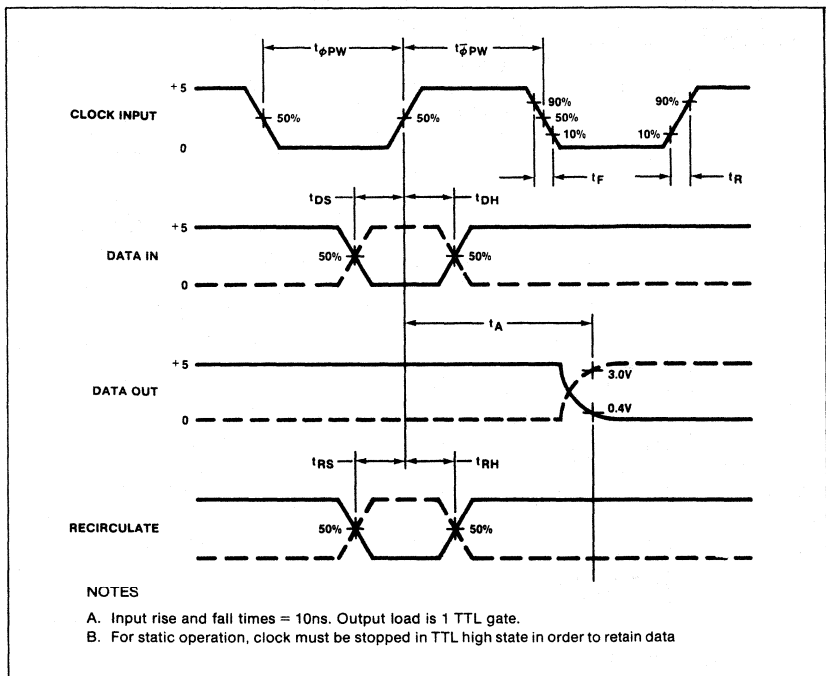 tφPW
tφ̅PW
+5
CLOCK INPUT
0
50%
50%
90%
50%
10%
90%
10%
tF
tR
tDS
tDH
+5
DATA IN
0
50%
50%
tA
+5
DATA OUT
0
3.0V
0.4V
tRS
tRH
RECIRCULATE
50%
50%
NOTES
A. Input rise and fall times = 10ns. Output load is 1 TTL gate.
B. For static operation, clock must be stopped in TTL high state in order to retain data